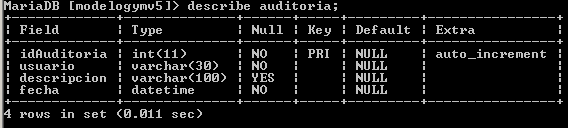 MariaDB [modelogymv5]> describe auditoria;
+-------------+--------------+------+-----+---------+----------------+
| Field       | Type         | Null | Key | Default | Extra          |
+-------------+--------------+------+-----+---------+----------------+
| idAuditoria | int(11)      | NO   | PRI | NULL    | auto_increment |
| usuario     | varchar(30)  | NO   |     | NULL    |                |
| descripcion | varchar(100) | YES  |     | NULL    |                |
| fecha       | datetime     | NO   |     | NULL    |                |
+-------------+--------------+------+-----+---------+----------------+
4 rows in set (0.011 sec)